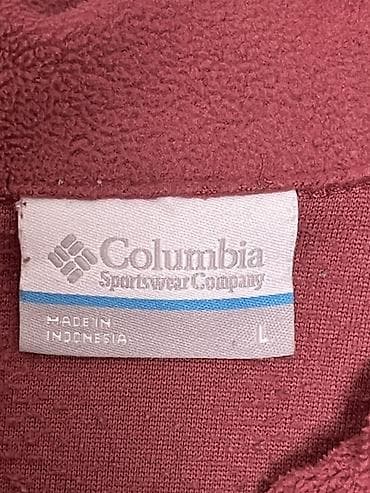 Columbia
Sportswear Company
MADE IN
INDONESIA
L